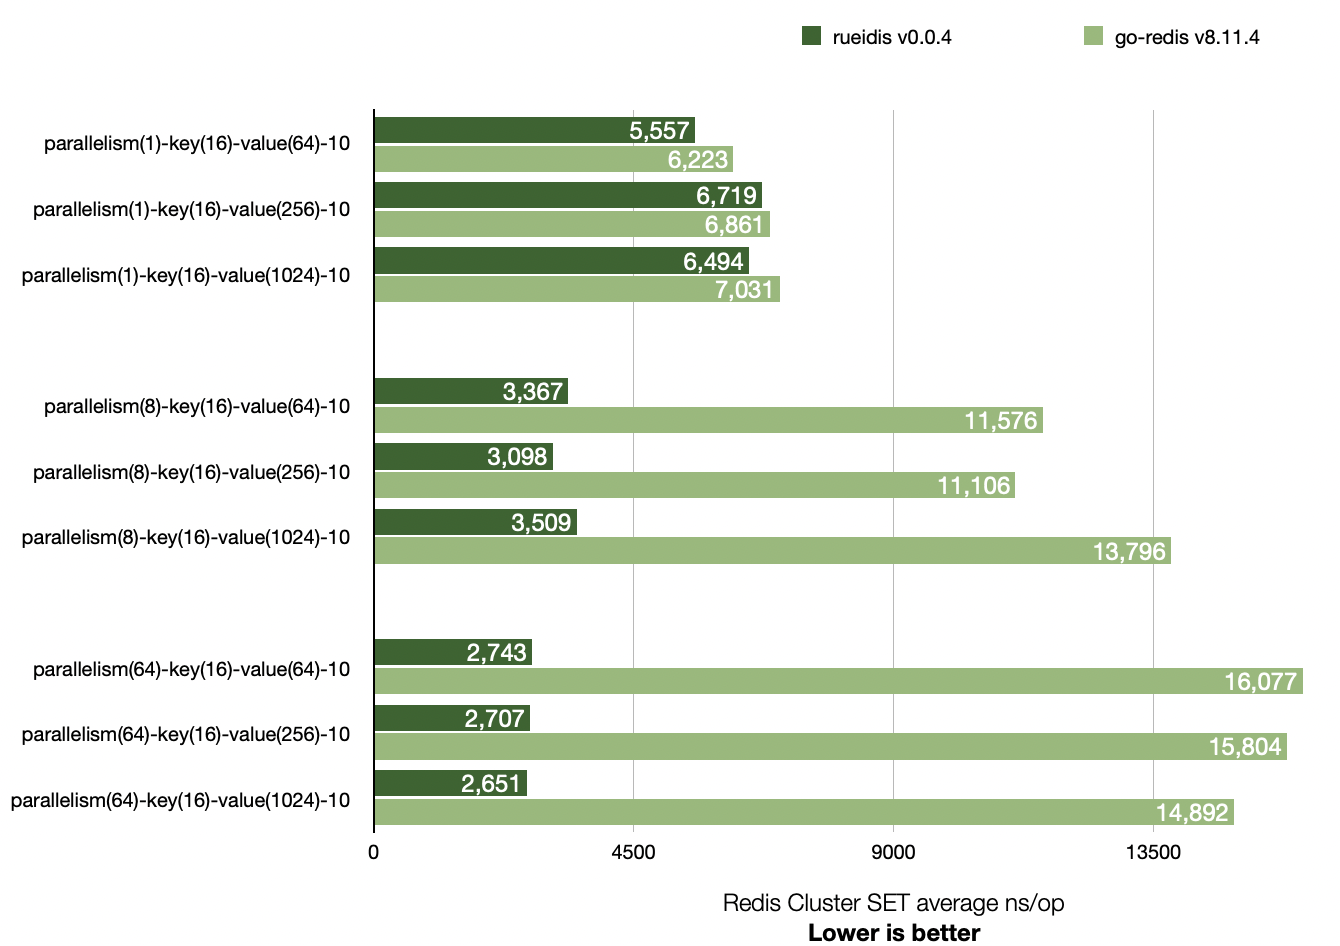 rueidis v0.0.4
go-redis v8.11.4
parallelism(1)-key(16)-value(64)-10
5,557
6,223
parallelism(1)-key(16)-value(256)-10
6,719
6,861
parallelism(1)-key(16)-value(1024)-10
6,494
7,031
parallelism(8)-key(16)-value(64)-10
3,367
11,576
parallelism(8)-key(16)-value(256)-10
3,098
11,106
parallelism(8)-key(16)-value(1024)-10
3,509
13,796
parallelism(64)-key(16)-value(64)-10
2,743
16,077
parallelism(64)-key(16)-value(256)-10
2,707
15,804
parallelism(64)-key(16)-value(1024)-10
2,651
14,892
0
4500
9000
13500
Redis Cluster SET average ns/op
Lower is better